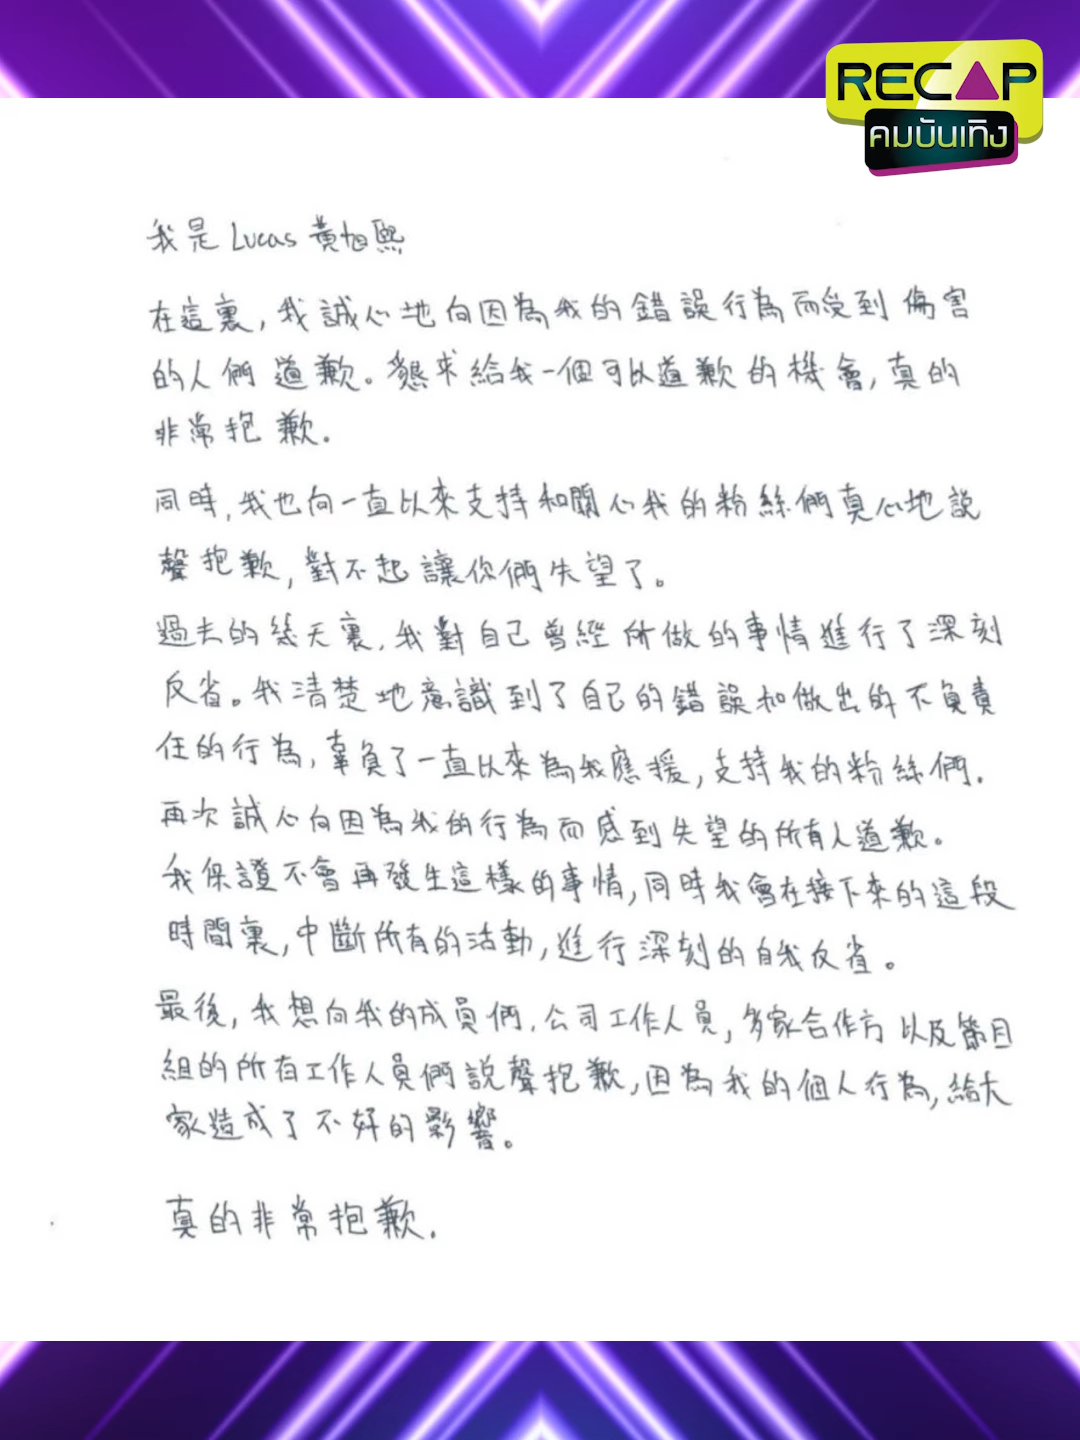 RECAP
คมบันเทิง
我是 Lucas 黃旭熙
在這裏,我誠心地向因為我的錯誤行為而受到傷害
的人們道歉。懇求給我一個可以道歉的機會,真的
非常抱歉.
同時,我也向一直以來支持和關心我的粉絲們真心地說
聲抱歉,對不起讓你們失望了。
過去的幾天裏,我對自己曾經所做的事情進行了深刻
反省。我清楚地意識到了自己的錯誤和做出的不負責
任的行為,辜負了一直以來為我應援,支持我的粉絲們.
再次誠心向因為我的行為而感到失望的所有人道歉。
我保證不會再發生這樣的事情,同時我會在接下來的這段
時間裏,中斷所有的活動,進行深刻的自我反省。
最後,我想向我的成員們.公司工作人員,多家合作方以及節目
組的所有工作人員們說聲抱歉,因為我的個人行為,給大
家造成了不好的影響。
真的非常抱歉.